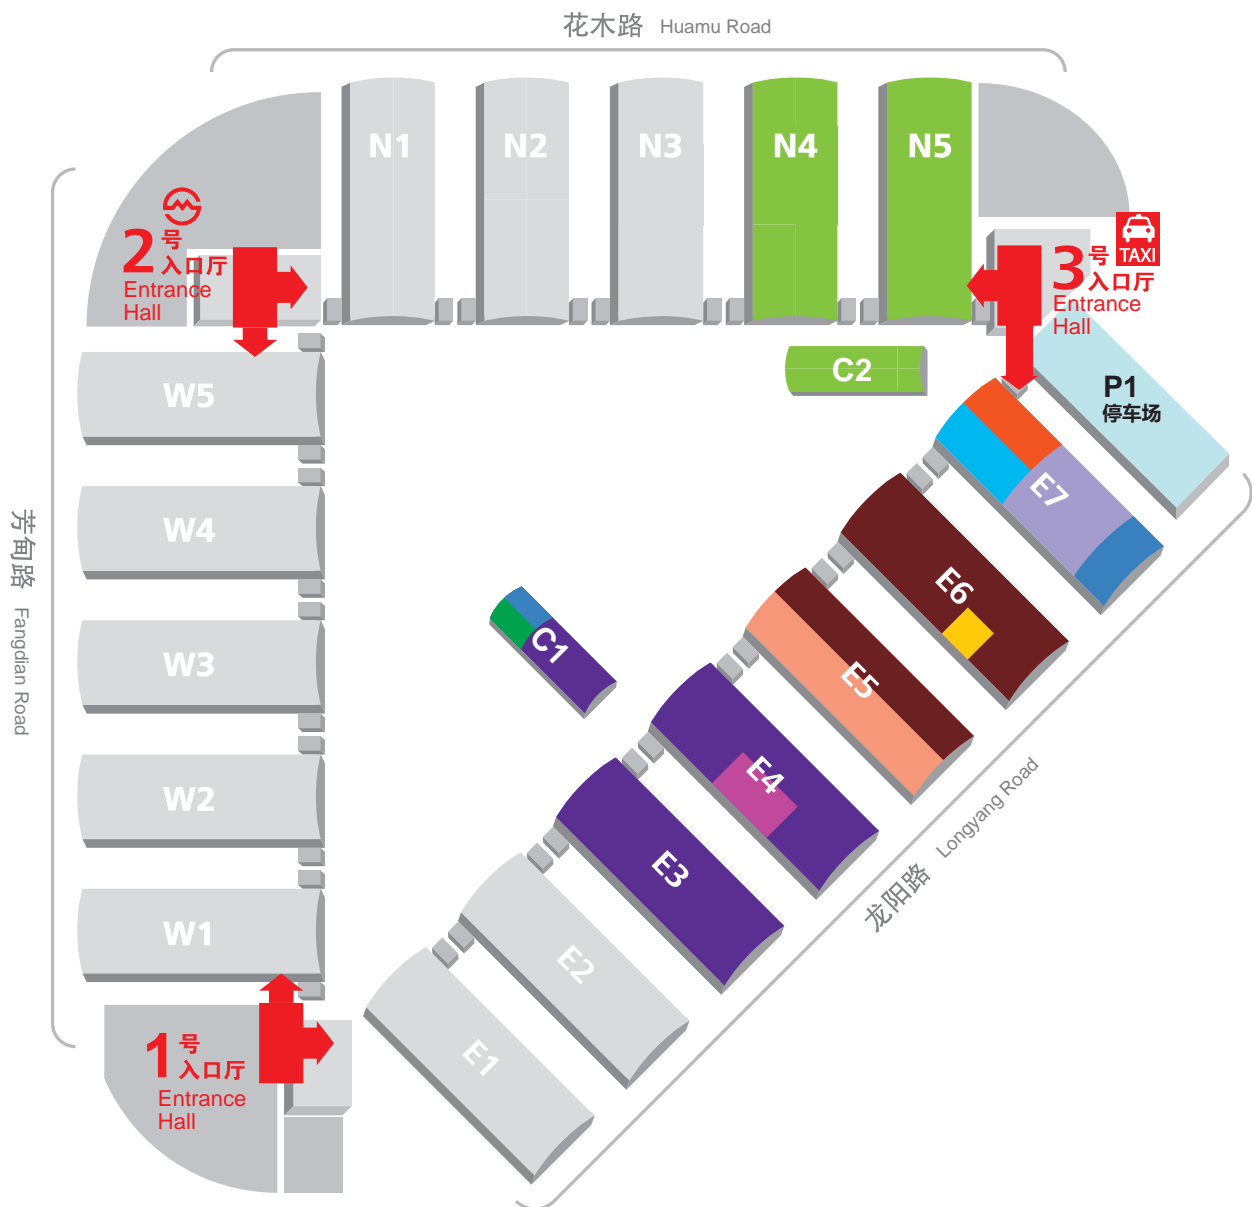 花木路 Huamu Road
N1
N2
N3
N4
N5
2号
入口厅
Entrance
Hall
3号
入口厅
Entrance
Hall
TAXI
C2
P1
停车场
W5
W4
W3
W2
W1
芳甸路 Fangdian Road
E7
E6
E5
E4
E3
E2
E1
C1
龙阳路 Longyang Road
1号
入口厅
Entrance
Hall